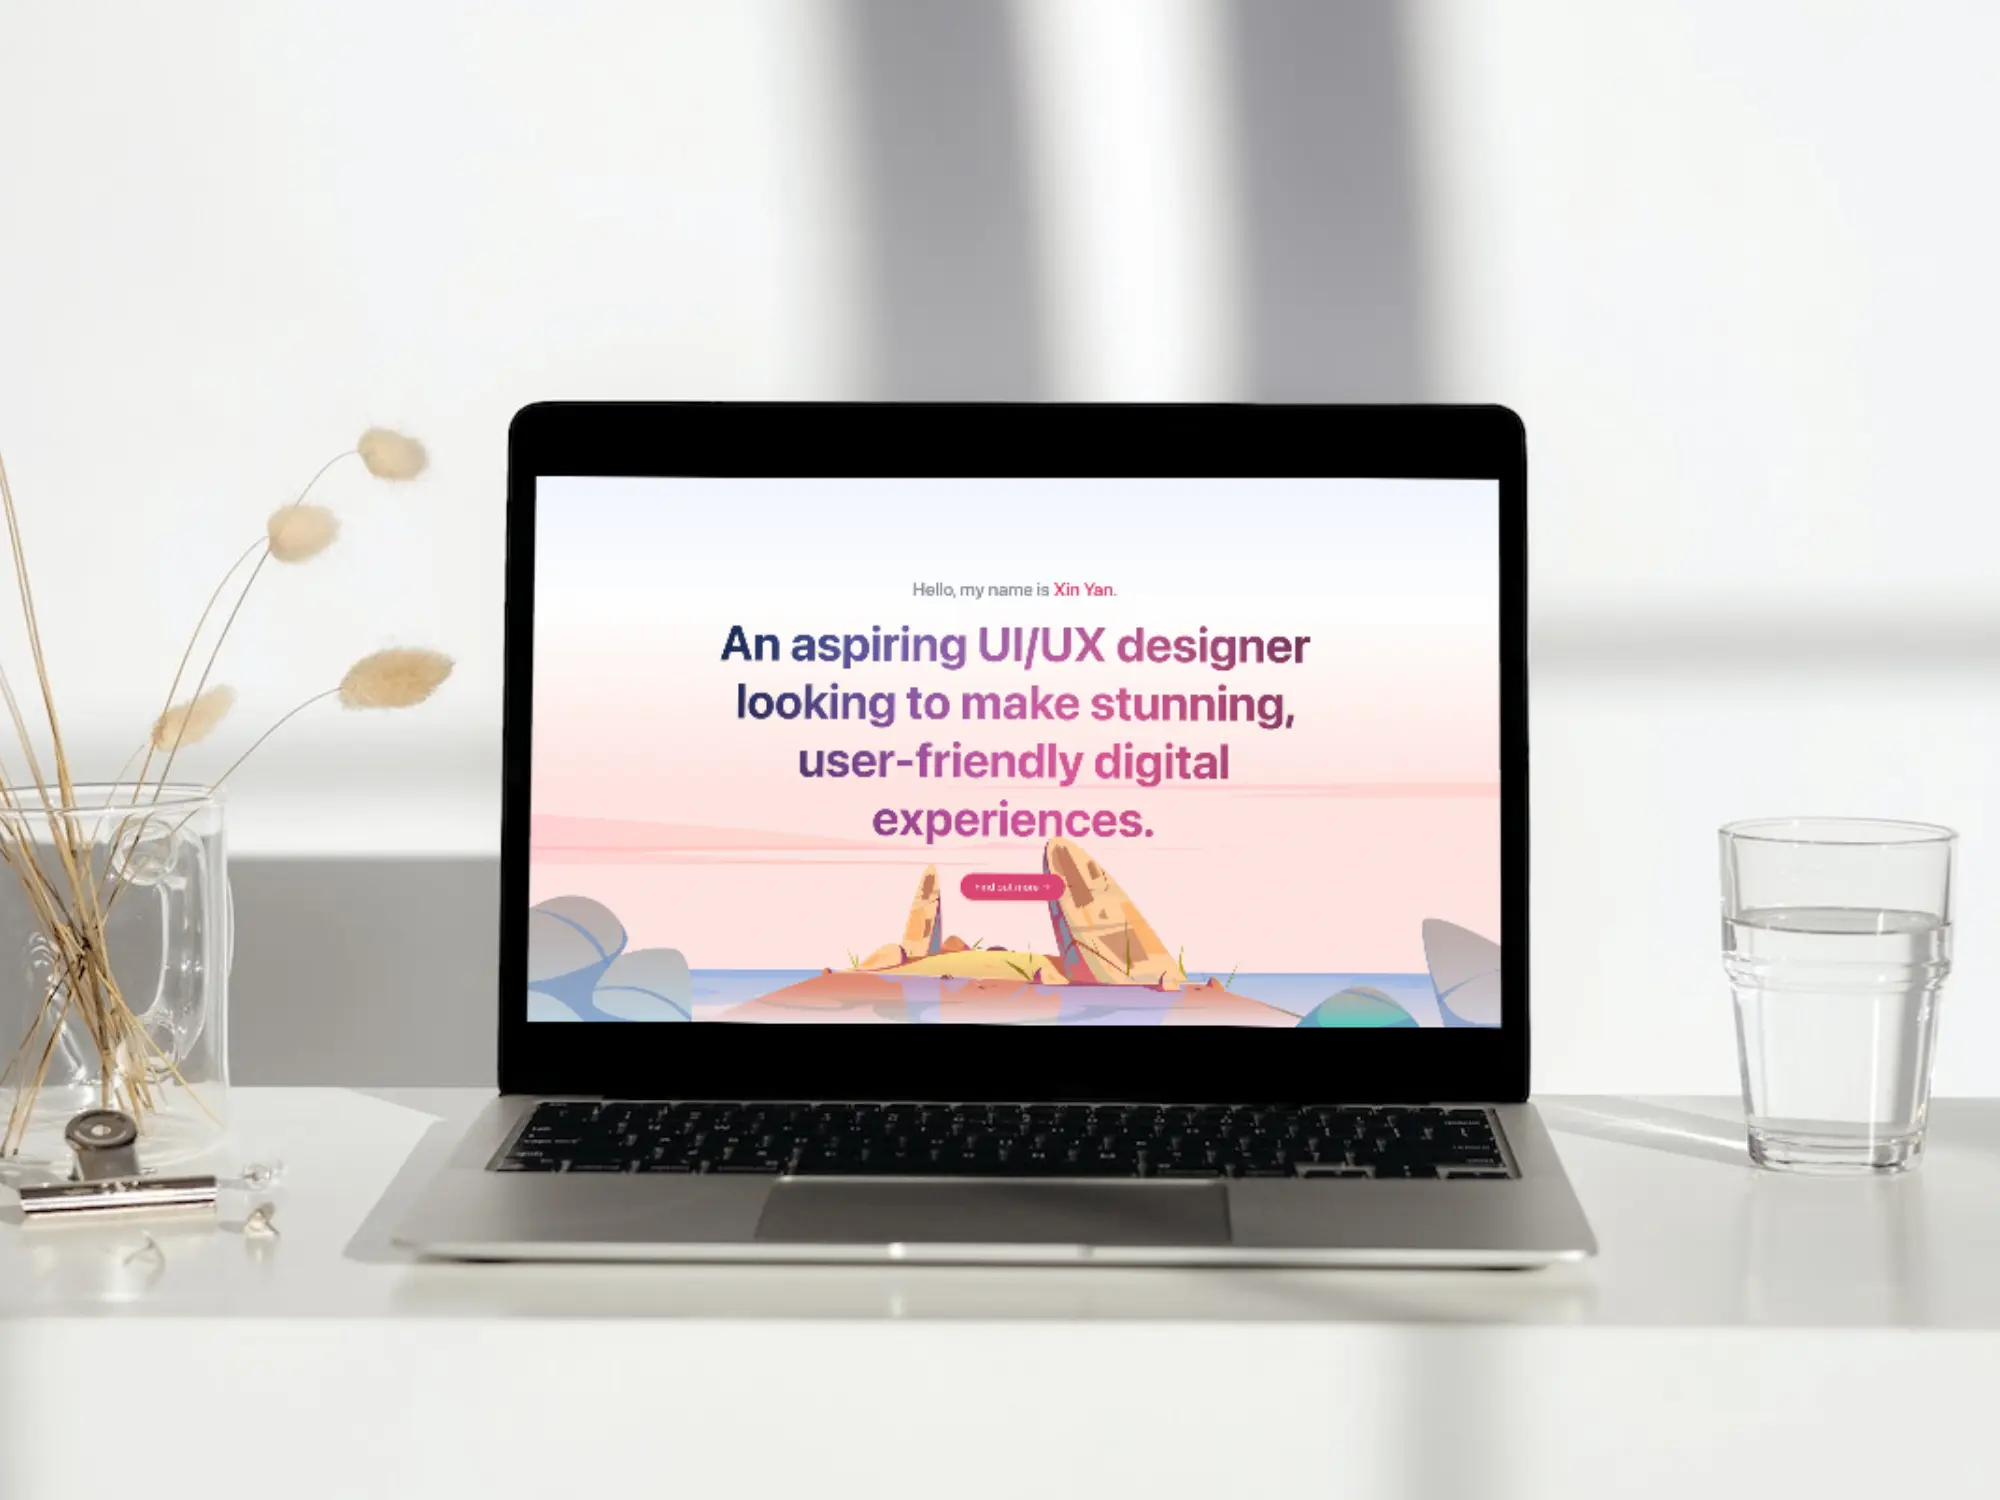 Hello, my name is Xin Yan.
An aspiring UI/UX designer
looking to make stunning,
user-friendly digital
experiences.
Find out more →